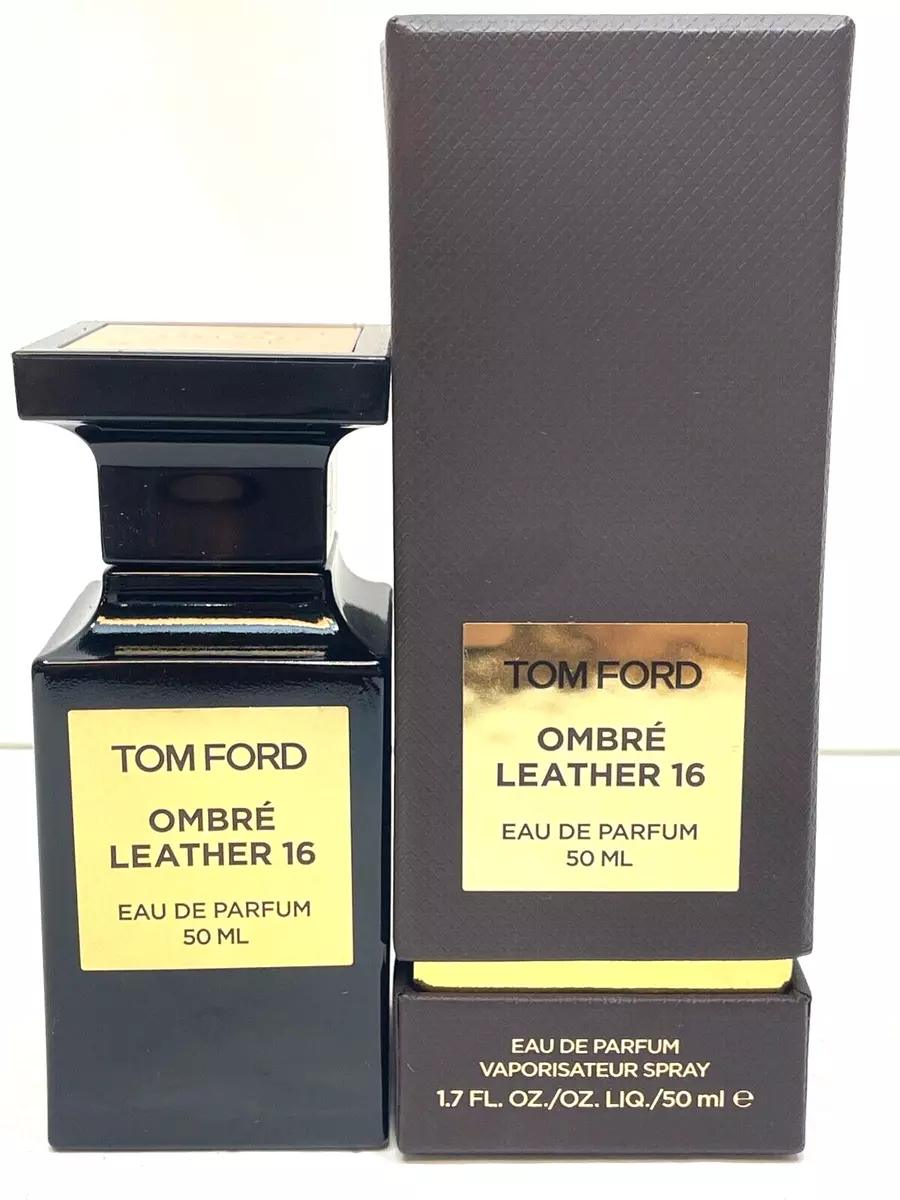 TOM FORD
OMBRÉ
LEATHER 16
EAU DE PARFUM
50 ML
TOM FORD
OMBRÉ
LEATHER 16
EAU DE PARFUM
50 ML
EAU DE PARFUM
VAPORISATEUR SPRAY
1.7 FL. OZ./OZ. LIQ./50 ml ℮